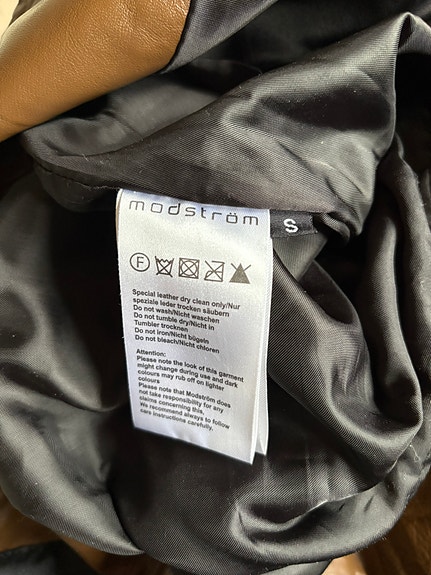 modström
S
F
Special leather dry clean only/Nur
speziale leder trocken säubern
Do not wash/Nicht waschen
Do not tumble dry/Nicht in
Tumbler trocknen
Do not iron/Nicht bügeln
Do not bleach/Nicht chloren
Attention:
Please note the look of this garment
might change during use and dark
colours may rub off on lighter
colours
Please note that Modström does
not take responsibility for any
claims concerning this,
We recommend always to follow
care instructions carefully.